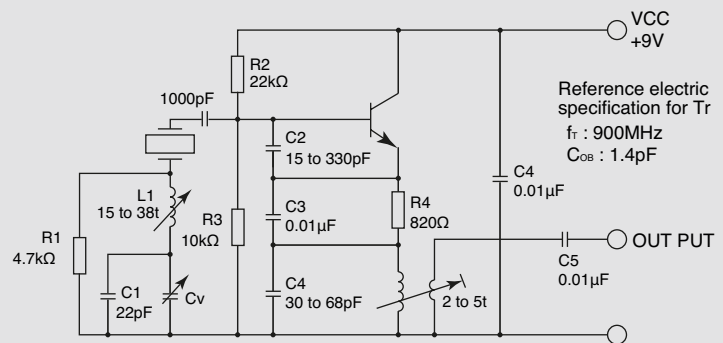 VCC
+9V
R2
22kΩ
1000pF
Reference electric
specification for Tr
fT : 900MHz
COB : 1.4pF
C2
15 to 330pF
C4
0.01μF
L1
15 to 38t
C3
0.01μF
R4
820Ω
R3
10kΩ
R1
4.7kΩ
OUT PUT
C5
0.01μF
C1
22pF
Cv
C4
30 to 68pF
2 to 5t